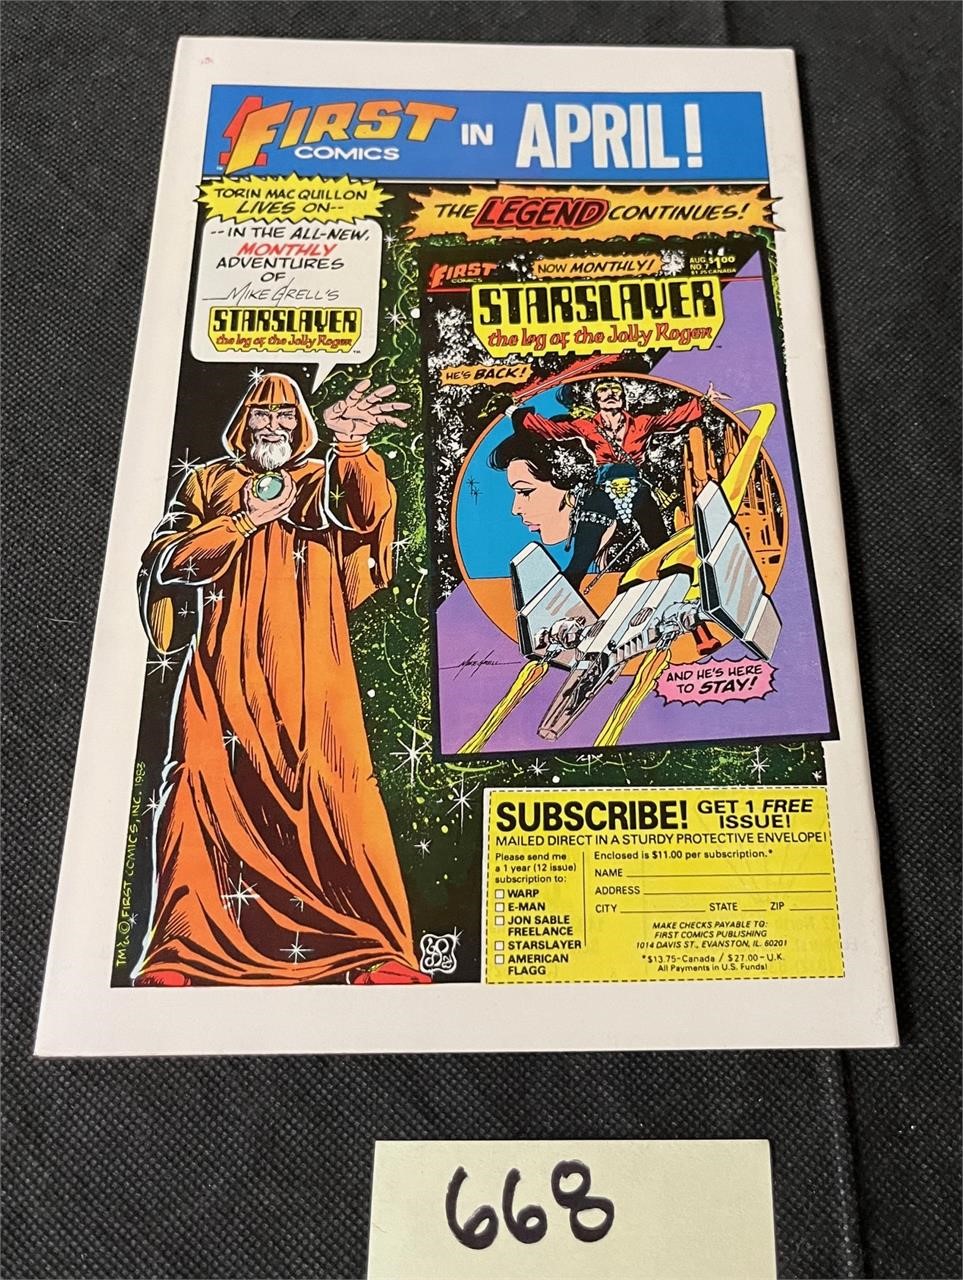 FIRST
COMICS
IN APRIL!
TORIN MAC QUILLON
LIVES ON--
--IN THE ALL-NEW,
MONTHLY
ADVENTURES
OF
MIKE GRELL'S
STARSLAYER
the log of the Jolly Roger
TM
THE LEGEND CONTINUES!
FIRST
COMICS
NOW MONTHLY!
AUG. $1.00
NO. 7
$1.25 CANADA
STARSLAYER
the log of the Jolly Roger
HE'S BACK!
MIKE GRELL
AND HE'S HERE
TO STAY!
TM & © FIRST COMICS, INC. 1983
SUBSCRIBE! GET 1 FREE
ISSUE!
MAILED DIRECT IN A STURDY PROTECTIVE ENVELOPE!
Please send me
a 1 year (12 issue)
subscription to:
WARP
E-MAN
JON SABLE
FREELANCE
STARSLAYER
AMERICAN
FLAGG
Enclosed is $11.00 per subscription.*
NAME
ADDRESS
CITY STATE ZIP
MAKE CHECKS PAYABLE TO:
FIRST COMICS PUBLISHING
1014 DAVIS ST., EVANSTON, IL. 60201
*$13.75-Canada / $27.00-U.K.
All Payments in U.S. Funds!
668